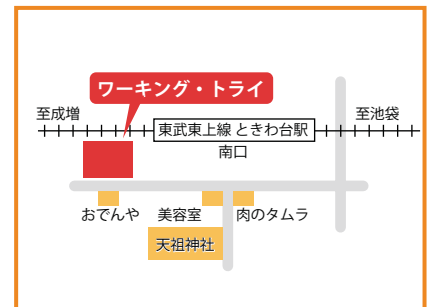 ワーキング・トライ
至成増
至池袋
東武東上線 ときわ台駅
南口
おでんや
美容室
肉のタムラ
天祖神社